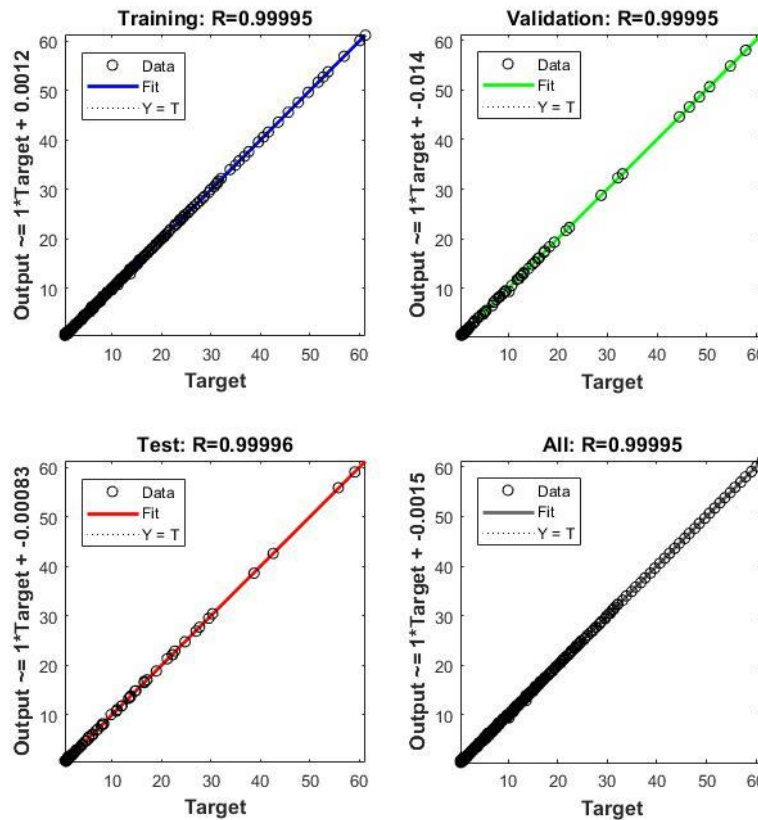 Training: R=0.99995
Output ~= 1*Target + 0.0012
60
50
40
30
20
10
Data
Fit
Y = T
10 20 30 40 50 60
Target
Validation: R=0.99995
Output ~= 1*Target + -0.014
60
50
40
30
20
10
Data
Fit
Y = T
10 20 30 40 50 60
Target
Test: R=0.99996
Output ~= 1*Target + -0.00083
60
50
40
30
20
10
Data
Fit
Y = T
10 20 30 40 50 60
Target
All: R=0.99995
Output ~= 1*Target + -0.0015
60
50
40
30
20
10
Data
Fit
Y = T
10 20 30 40 50 60
Target